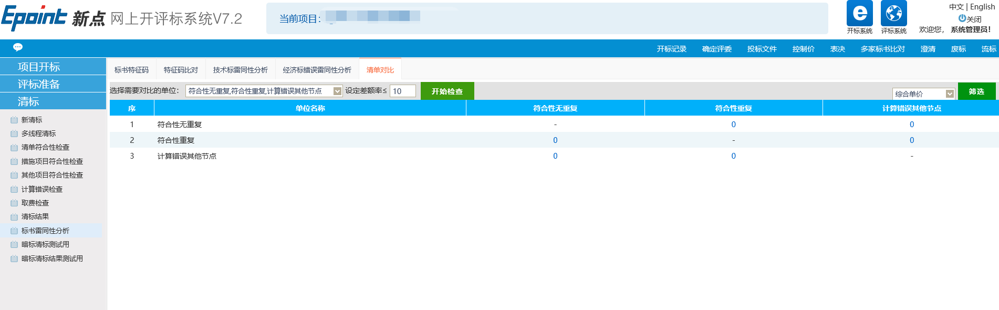 Epoint 新点 网上开评标系统V7.2
当前项目：
开标系统
评标系统
中文 | English
关闭
欢迎您， 系统管理员！
开标记录 确定评委 投标文件 控制价 表决 多家标书比对 澄清 废标 流标
项目开标
评标准备
清标
新清标
多线程清标
清单符合性检查
措施项目符合性检查
其他项目符合性检查
计算错误检查
取费检查
清标结果
标书雷同性分析
暗标清标测试用
暗标清标结果测试用
标书特征码 特征码比对 技术标雷同性分析 经济标错误雷同性分析 清单对比
选择需要对比的单位： 符合性无重复,符合性重复,计算错误其他节点 设定差额率≤ 10 开始检查 综合单价 筛选
序 单位名称 符合性无重复 符合性重复 计算错误其他节点
1 符合性无重复 - 0 0
2 符合性重复 0 - 0
3 计算错误其他节点 0 0 -